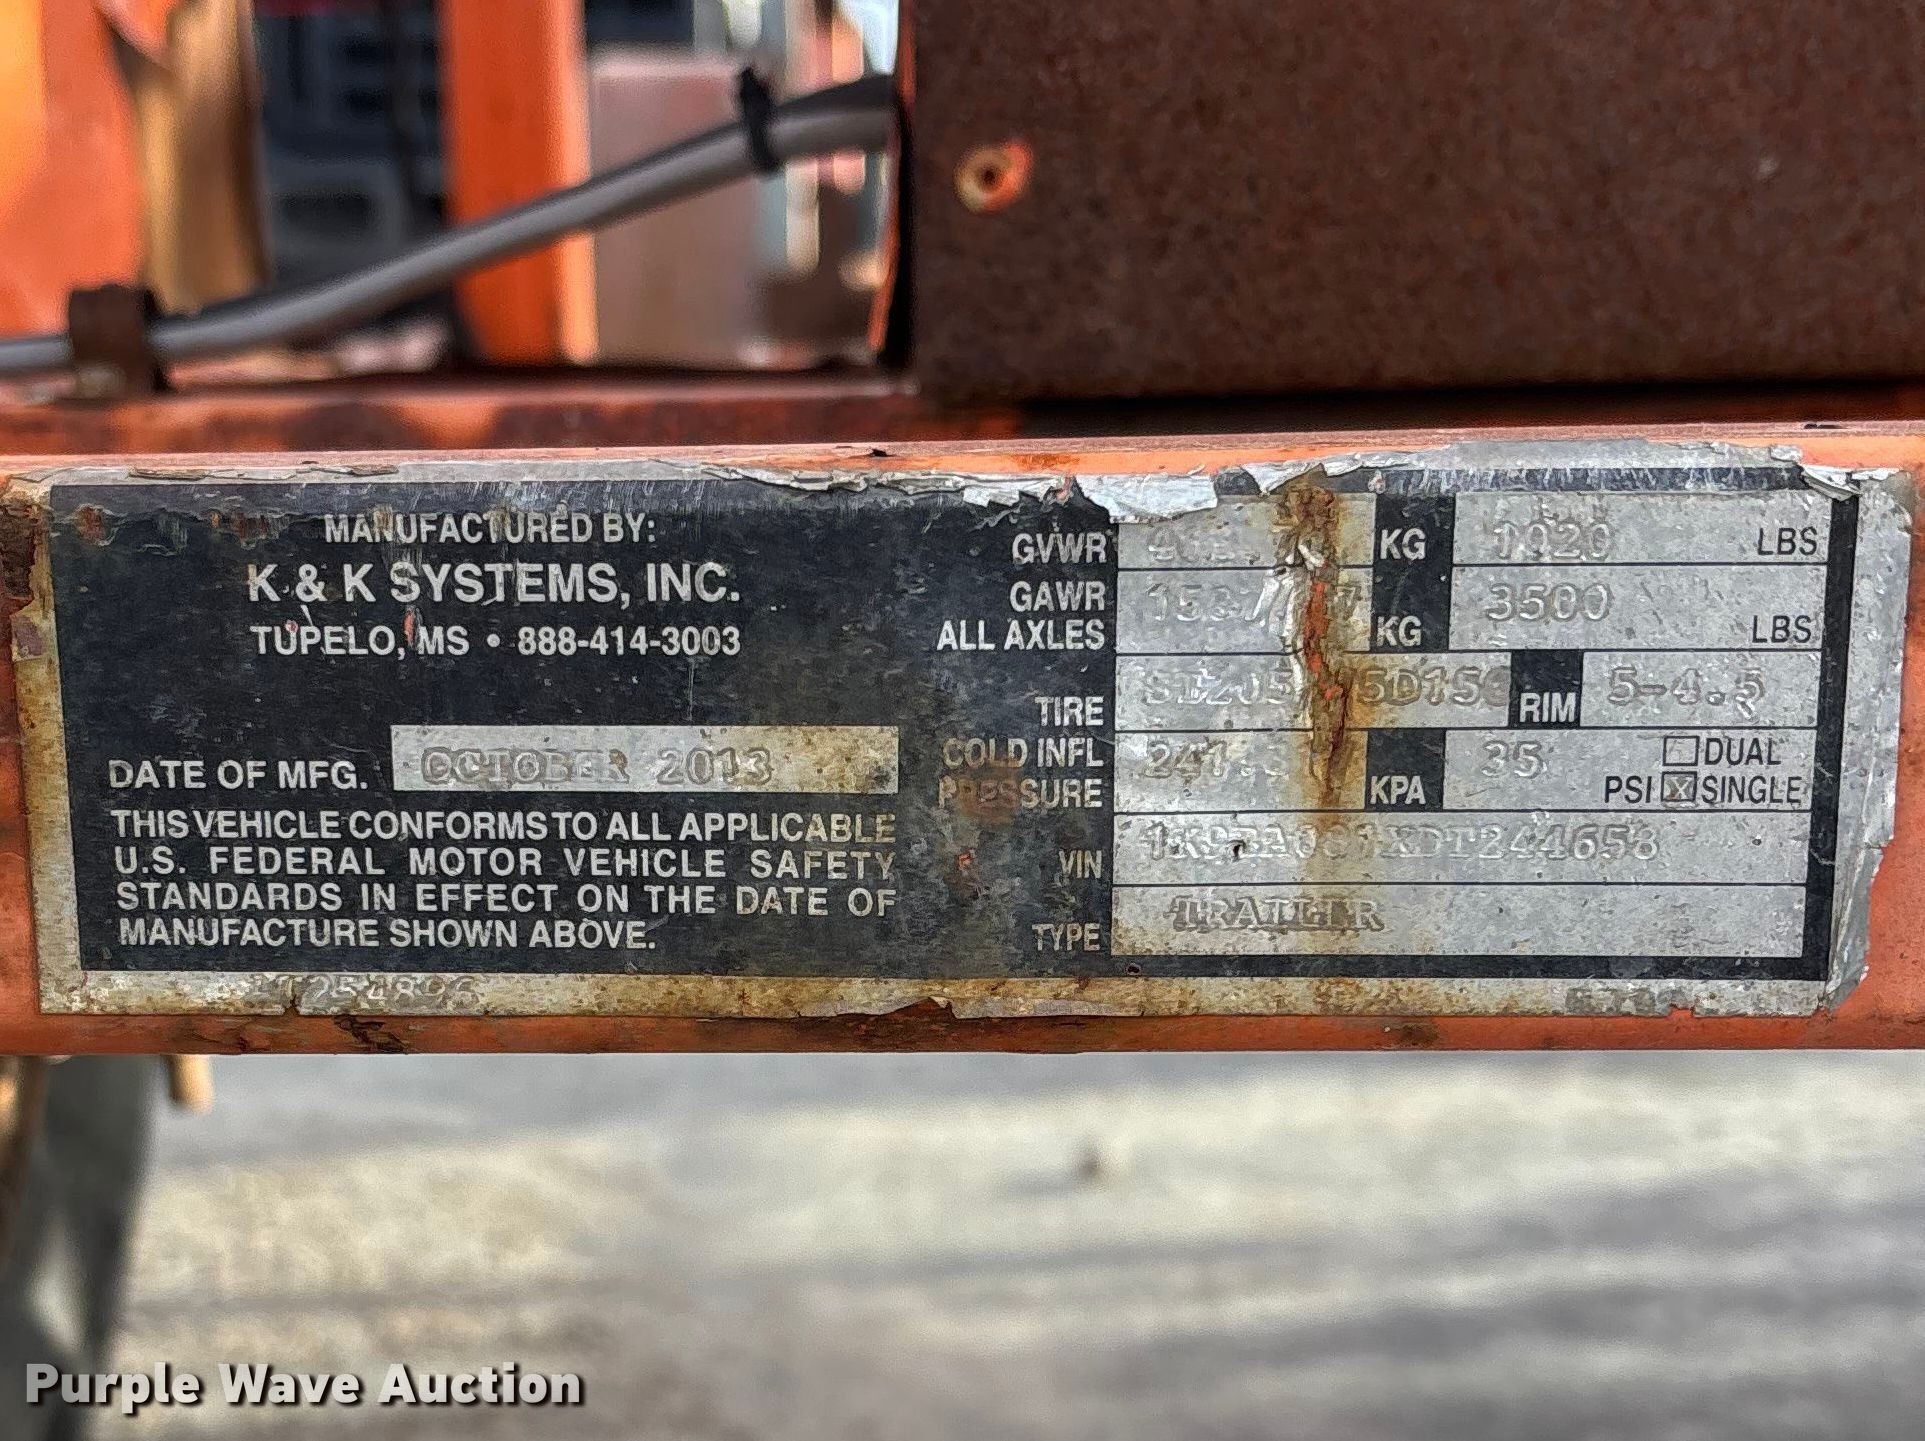 MANUFACTURED BY:
K & K SYSTEMS, INC.
TUPELO, MS • 888-414-3003
DATE OF MFG. OCTOBER 2013
THIS VEHICLE CONFORMS TO ALL APPLICABLE
U.S. FEDERAL MOTOR VEHICLE SAFETY
STANDARDS IN EFFECT ON THE DATE OF
MANUFACTURE SHOWN ABOVE.
GVWR KG 1020 LBS
GAWR
ALL AXLES KG 3500 LBS
TIRE RIM 5-4.5
COLD INFL
PRESSURE KPA 35 PSI DUAL
X SINGLE
VIN
TYPE TRAILER
Purple Wave Auction